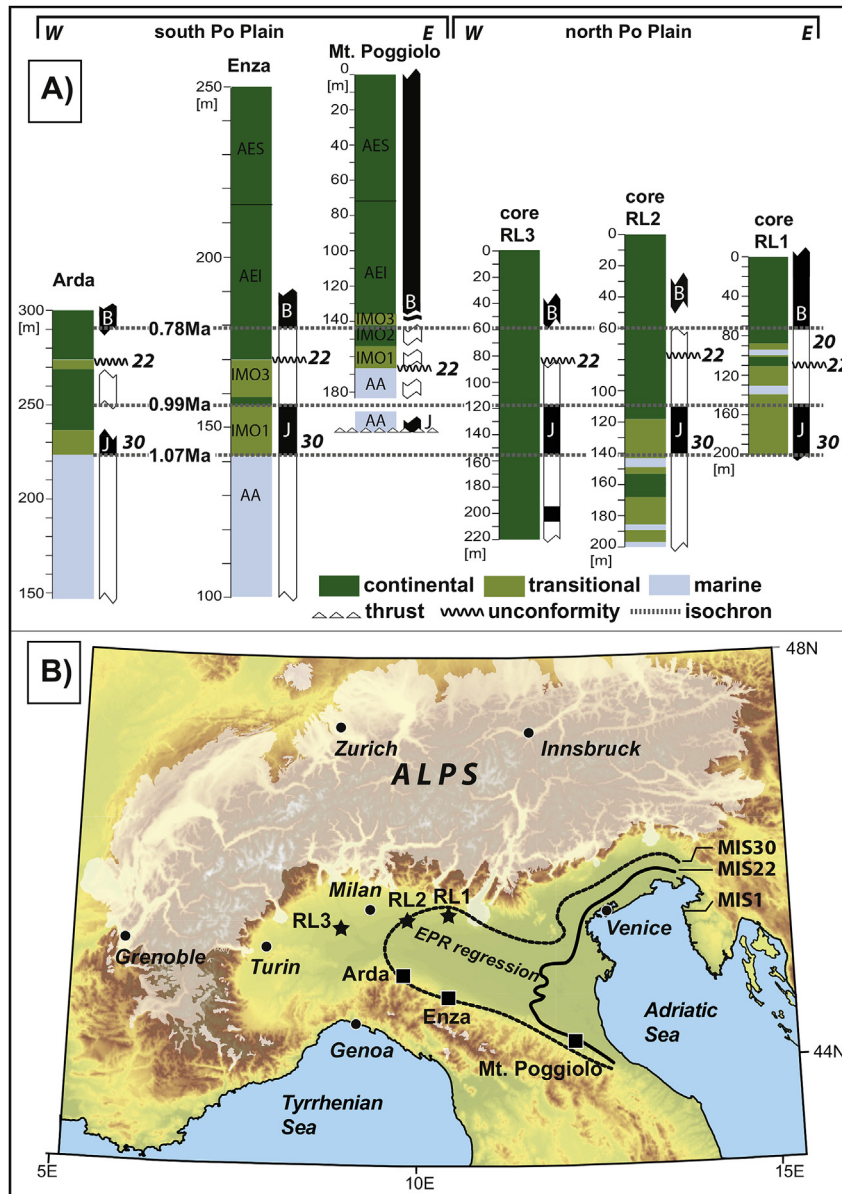 W south Po Plain E W north Po Plain E
A)
Arda
300
[m]
250
200
150
B
22
J
30
Enza
250
[m]
200
150
[m]
100
AES
AEI
IMO3
IMO1
AA
B
22
J
30
Mt. Poggiolo
0
[m]
20
40
60
80
100
120
140
160
180
[m]
AES
AEI
IMO3
IMO2
IMO1
AA
AA
B
22
J
0.78Ma
0.99Ma
1.07Ma
core
RL3
0
20
40
60
80
100
120
140
160
180
200
220
[m]
B
22
J
core
RL2
0
20
40
60
80
100
120
140
160
180
200
[m]
B
22
J
30
core
RL1
0
20
40
60
80
100
120
160
200
[m]
B
20
22
J
30
continental transitional marine
thrust unconformity isochron
B)
48N
Zurich
Innsbruck
ALPS
MIS30
MIS22
MIS1
Milan
RL3
RL2
RL1
Venice
Grenoble
Turin
EPR regression
Arda
Enza
Adriatic
Sea
Genoa
Mt. Poggiolo
44N
Tyrrhenian
Sea
5E 10E 15E